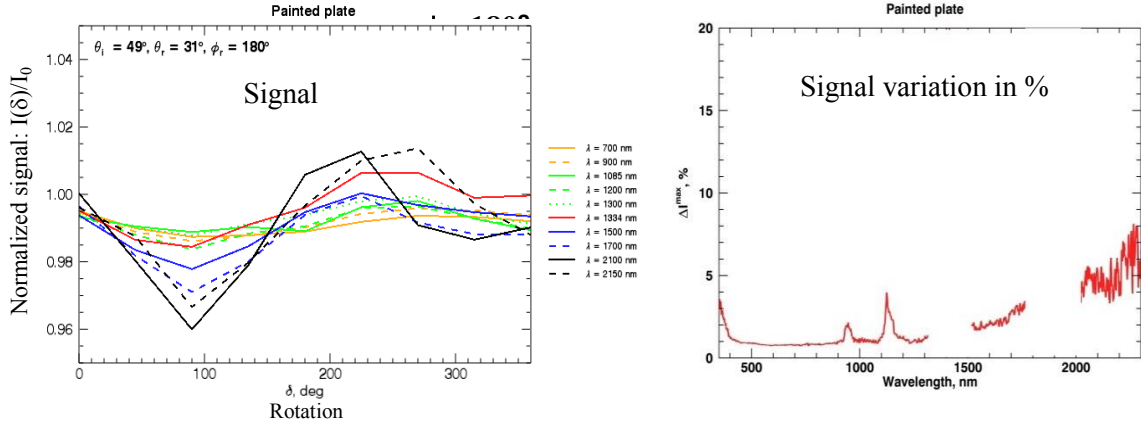 Painted plate
Normalized signal: I(δ)/I₀
1.04
1.02
1.00
0.98
0.96
θi = 49°, θr = 31°, ϕr = 180°
Signal
0
100
200
300
δ, deg
Rotation
λ = 700 nm
λ = 900 nm
λ = 1085 nm
λ = 1200 nm
λ = 1300 nm
λ = 1334 nm
λ = 1500 nm
λ = 1700 nm
λ = 2100 nm
λ = 2150 nm
Painted plate
Signal variation in %
ΔI^max, %
20
15
10
5
0
500
1000
1500
2000
Wavelength, nm